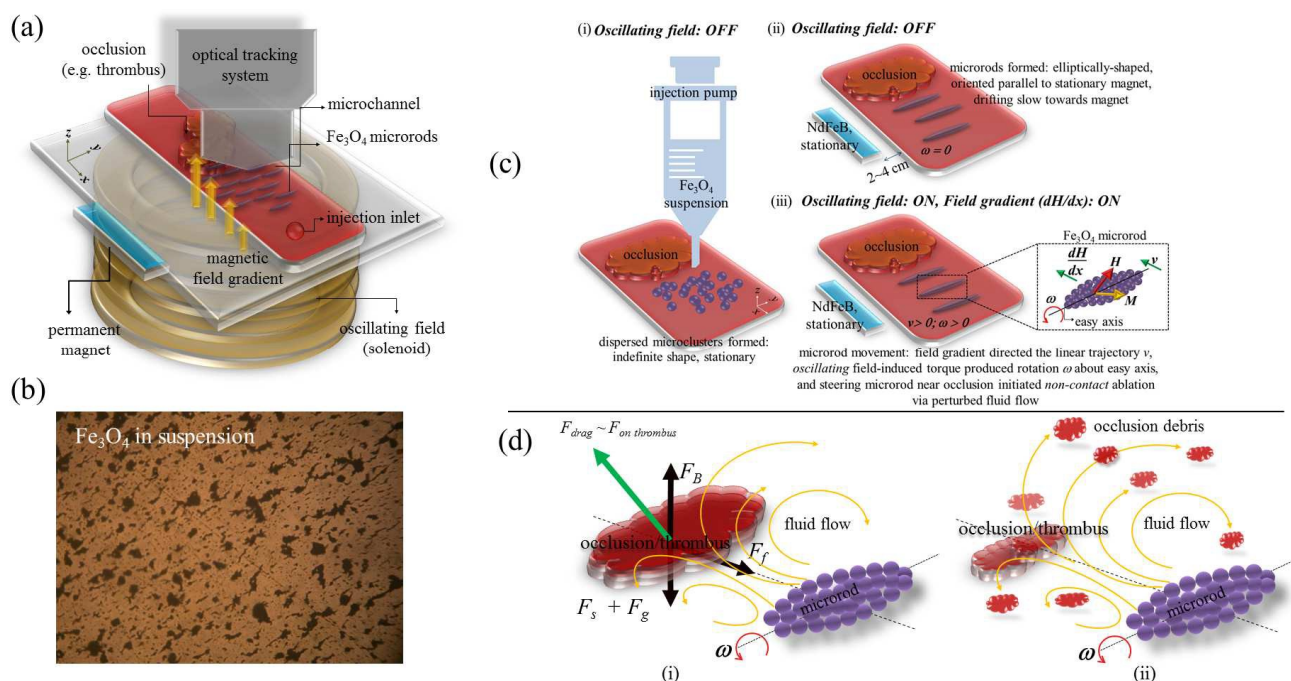 (a)
occlusion
(e.g. thrombus)
optical tracking
system
microchannel
Fe3O4 microrods
z
y
x
injection inlet
magnetic
field gradient
permanent
magnet
oscillating field
(solenoid)
(b)
Fe3O4 in suspension
(c)
(i) Oscillating field: OFF
injection pump
Fe3O4
suspension
occlusion
z
y
x
dispersed microclusters formed:
indefinite shape, stationary
(ii) Oscillating field: OFF
occlusion
microrods formed: elliptically-shaped,
oriented parallel to stationary magnet,
drifting slow towards magnet
NdFeB,
stationary
ω = 0
2~4 cm
(iii) Oscillating field: ON, Field gradient (dH/dx): ON
occlusion
Fe3O4 microrod
dH
dx
H
v
M
ω
easy axis
NdFeB,
stationary
v> 0; ω > 0
microrod movement: field gradient directed the linear trajectory v,
oscillating field-induced torque produced rotation ω about easy axis,
and steering microrod near occlusion initiated non-contact ablation
via perturbed fluid flow
(d)
Fdrag ~ Fon thrombus
FB
fluid flow
occlusion/thrombus
Ff
Fs + Fg
microrod
ω
(i)
occlusion debris
occlusion/thrombus
fluid flow
microrod
ω
(ii)